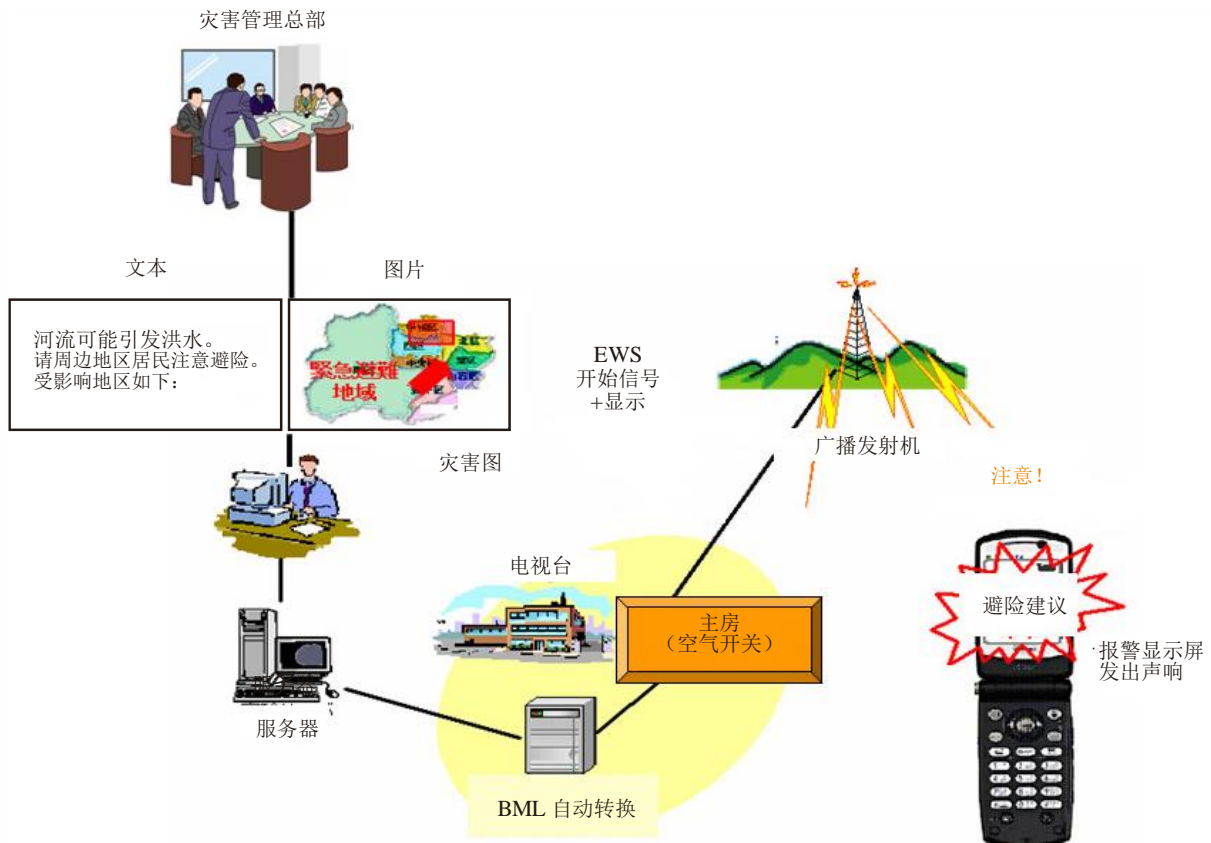 灾害管理总部
文本
图片
河流可能引发洪水。
请周边地区居民注意避险。
受影响地区如下：
緊急避難
地域
灾害图
EWS
开始信号
+显示
广播发射机
注意！
电视台
主房
（空气开关）
避险建议
·报警显示屏
发出声响
服务器
BML 自动转换